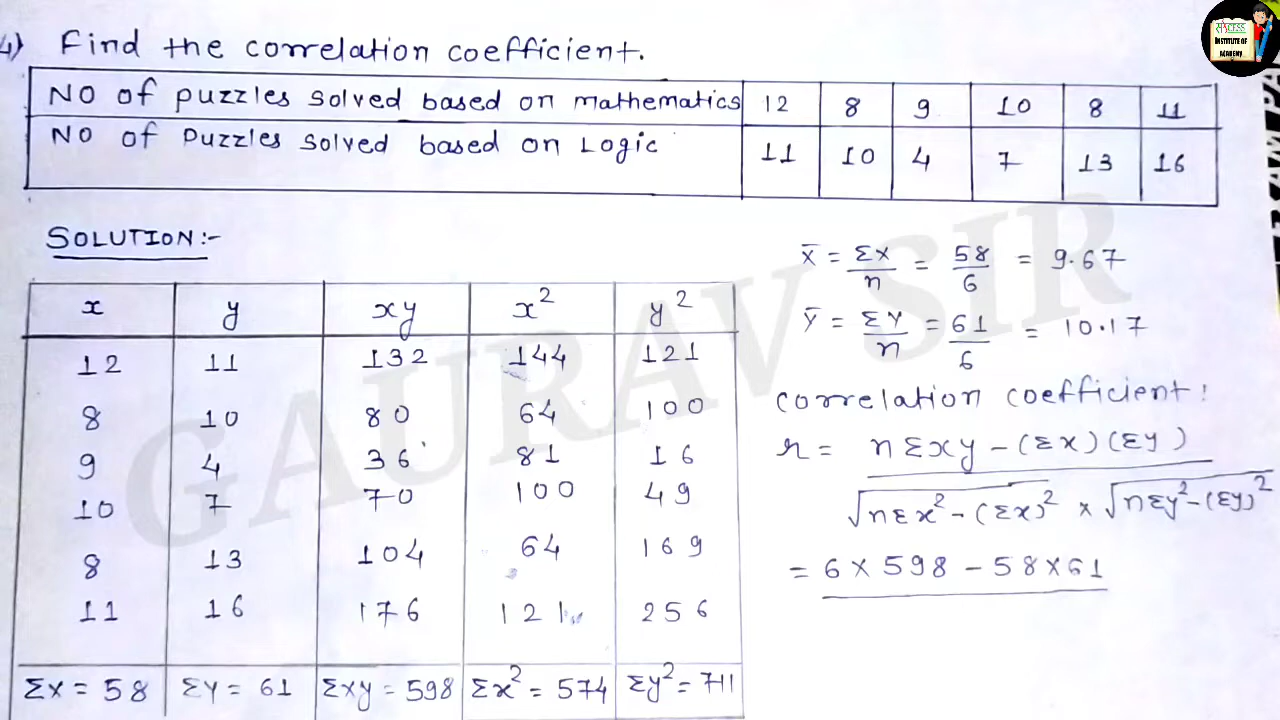 4) Find the correlation coefficient.
NO of puzzles solved based on mathematics 12 8 9 10 8 11
NO of Puzzles solved based on Logic 11 10 4 7 13 16
SOLUTION:-
x y xy x² y²
12 11 132 144 121
8 10 80 64 100
9 4 36 81 16
10 7 70 100 49
8 13 104 64 169
11 16 176 121 256
Σx = 58 Σy = 61 Σxy = 598 Σx² = 574 Σy² = 711
x̄ = Σx/n = 58/6 = 9.67
ȳ = Σy/n = 61/6 = 10.17
correlation coefficient:
r = nΣxy - (Σx)(Σy) / √nΣx² - (Σx)² × √nΣy² - (Σy)²
= 6 × 598 - 58 × 61
GAURAV SIR
INSTITUTE OF
ACADEMY